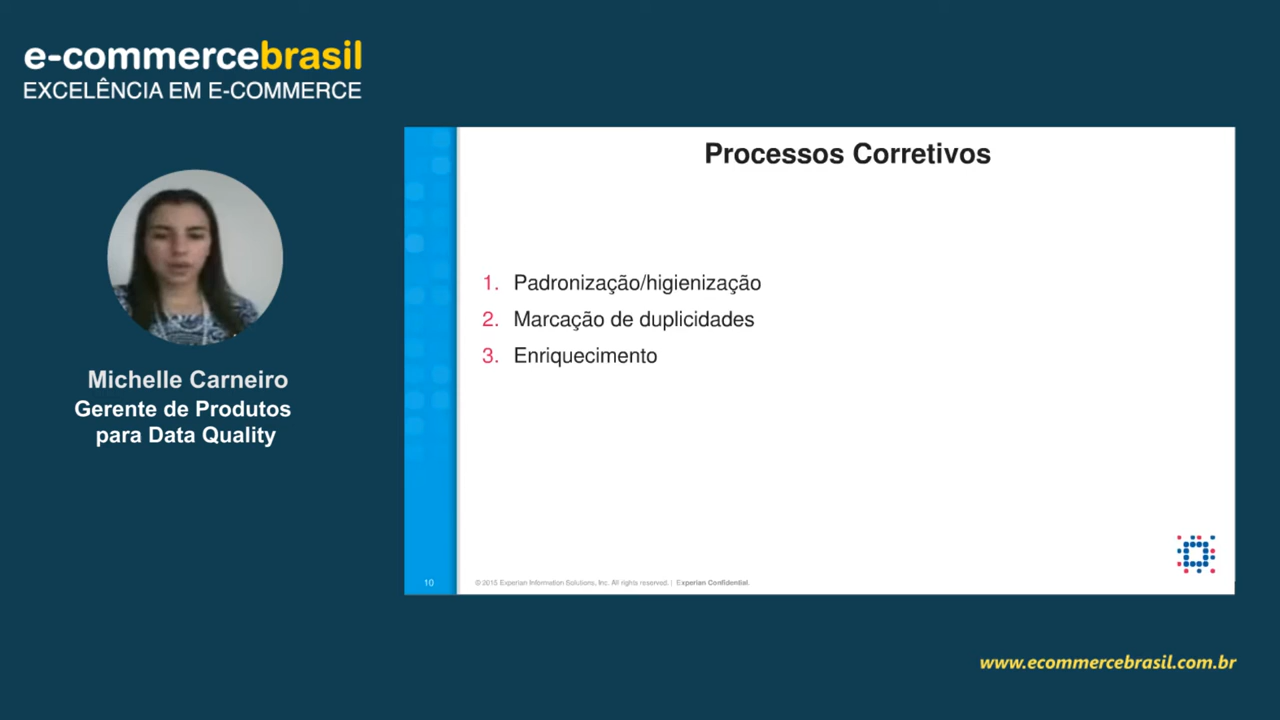 e-commercebrasil
EXCELÊNCIA EM E-COMMERCE
Michelle Carneiro
Gerente de Produtos
para Data Quality
Processos Corretivos
1. Padronização/higienização
2. Marcação de duplicidades
3. Enriquecimento
10
© 2015 Experian Information Solutions, Inc. All rights reserved. | Experian Confidential.
www.ecommercebrasil.com.br